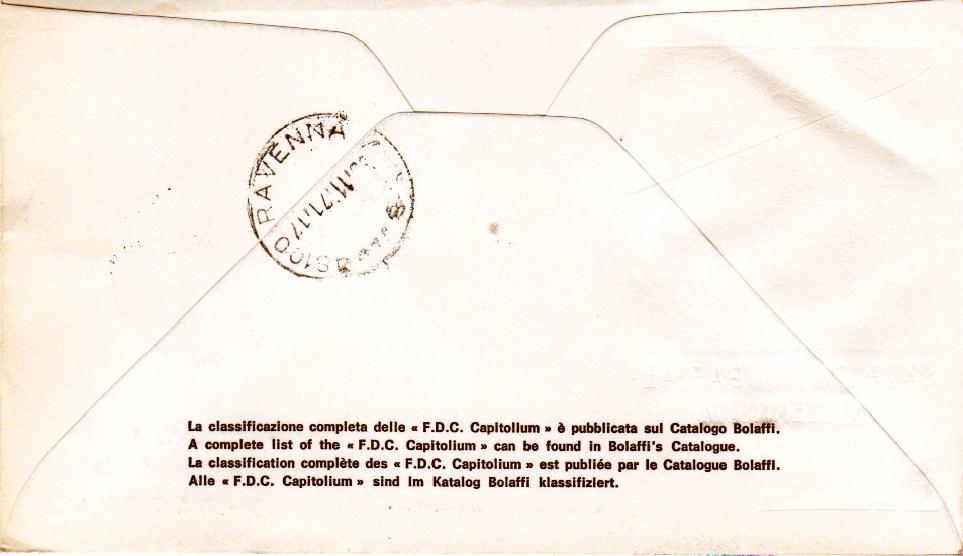 RAVENNA
La classificazione completa delle « F.D.C. Capitolium » è pubblicata sul Catalogo Bolaffi.
A complete list of the « F.D.C. Capitolium » can be found in Bolaffi's Catalogue.
La classification complète des « F.D.C. Capitolium » est publiée par le Catalogue Bolaffi.
Alle « F.D.C. Capitolium » sind im Katalog Bolaffi klassifiziert.